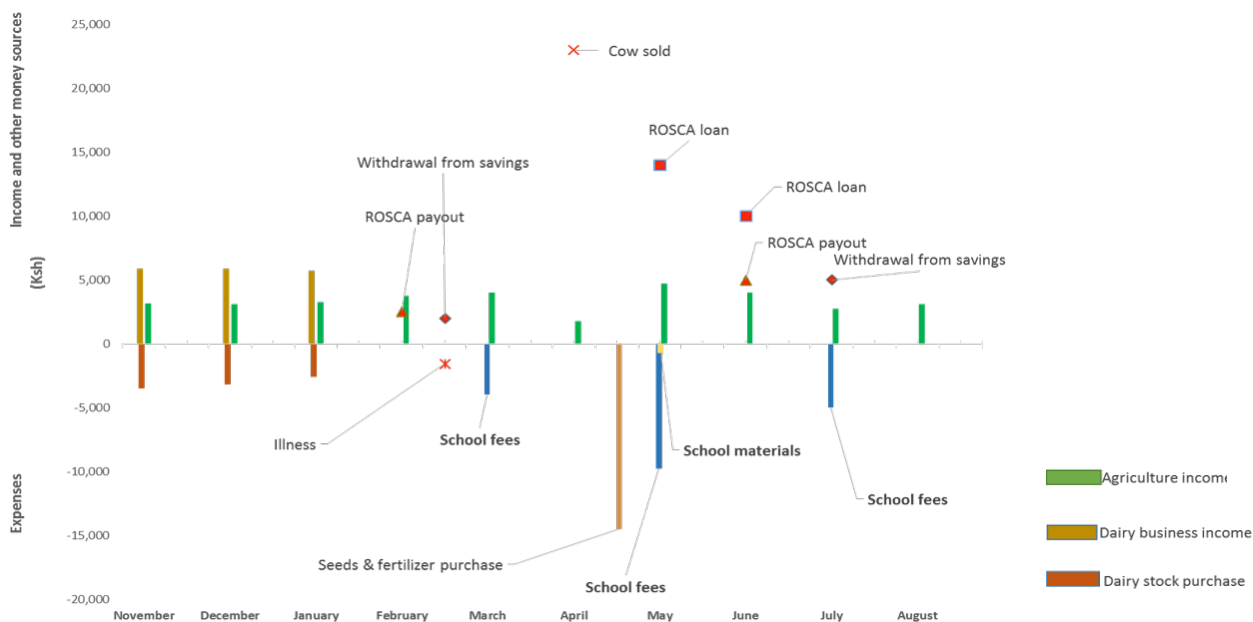 Income and other money sources
(Ksh)
Expenses
25,000
20,000
15,000
10,000
5,000
0
-5,000
-10,000
-15,000
-20,000
Cow sold
ROSCA loan
Withdrawal from savings
ROSCA loan
ROSCA payout
ROSCA payout
Withdrawal from savings
Illness
School fees
School materials
School fees
Seeds & fertilizer purchase
School fees
November
December
January
February
March
April
May
June
July
August
Agriculture income
Dairy business income
Dairy stock purchase